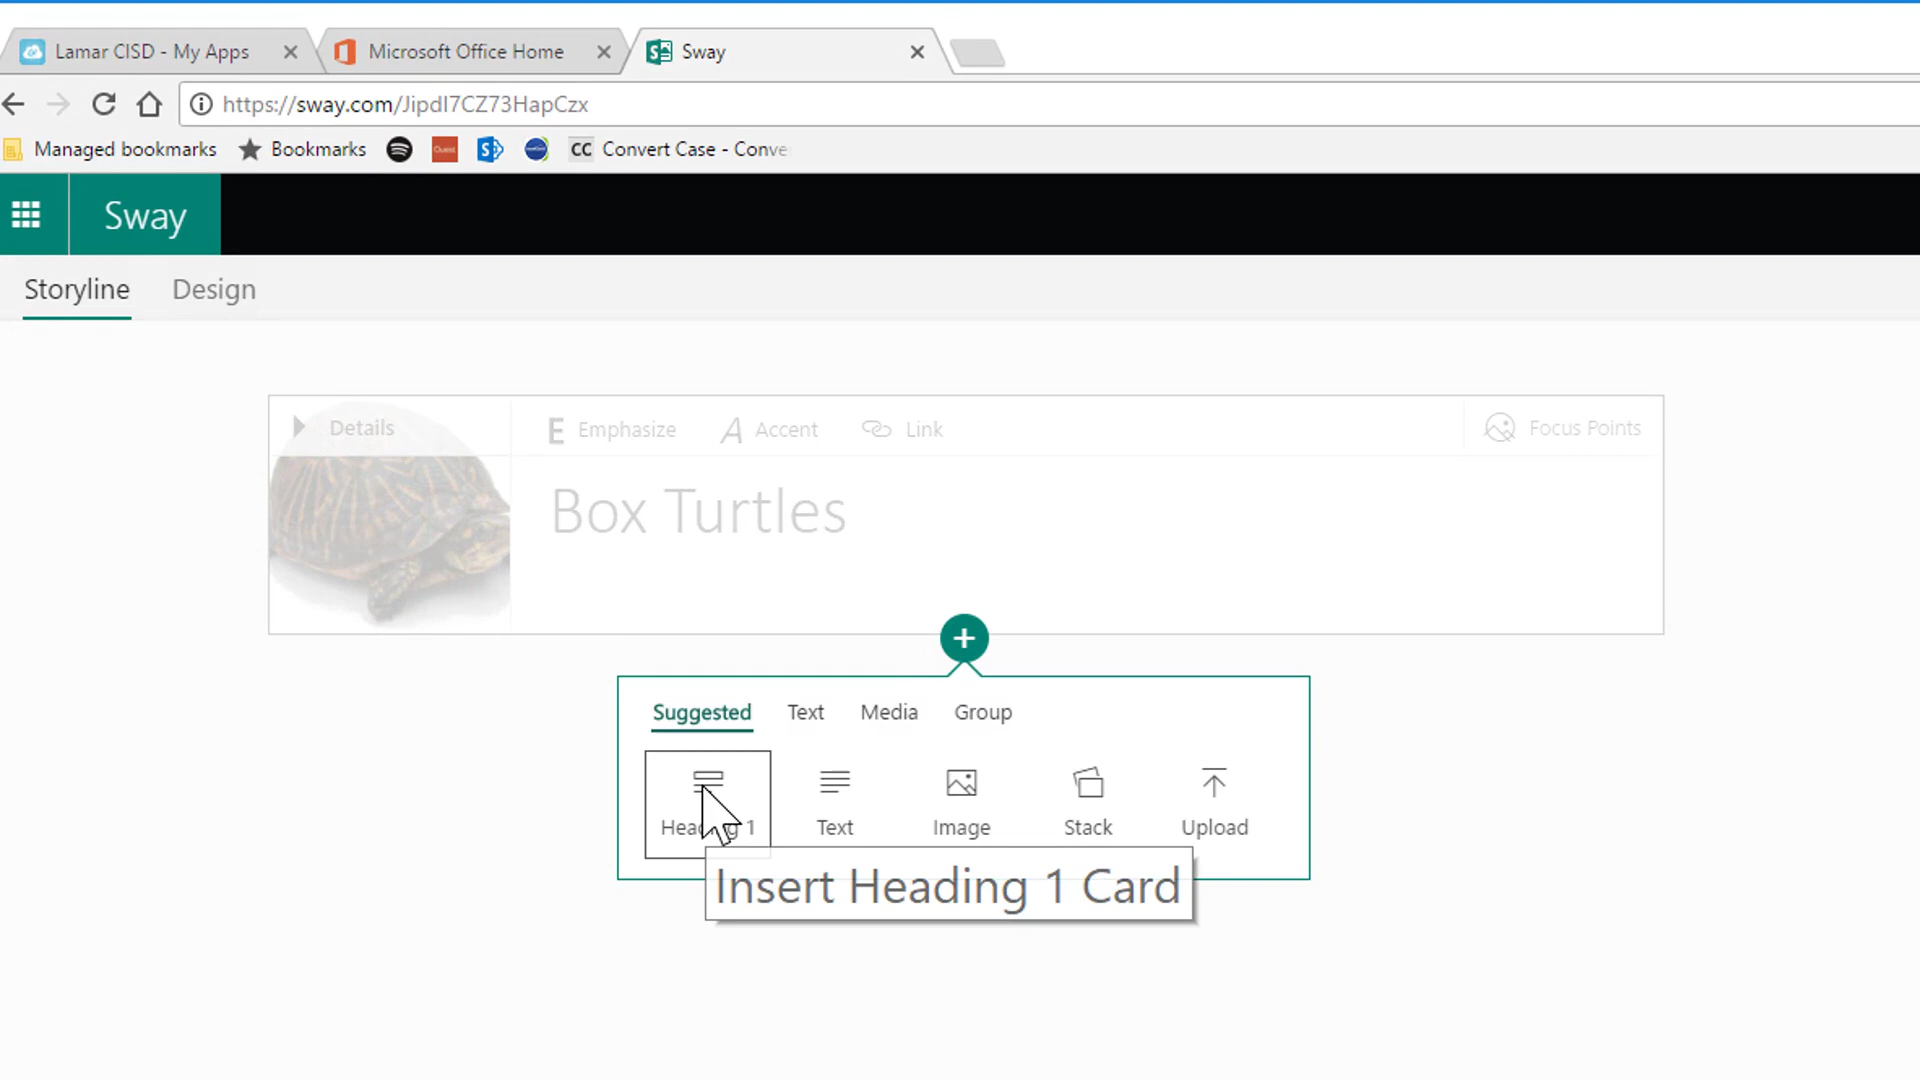 Lamar CISD - My Apps
Microsoft Office Home
Sway
https://sway.com/JipdI7CZ73HapCzx
Managed bookmarks
Bookmarks
CC Convert Case - Conve
Sway
Storyline Design
Details
E Emphasize
A Accent
Link
Focus Points
Box Turtles
Suggested Text Media Group
Text
Image
Stack
Upload
Insert Heading 1 Card